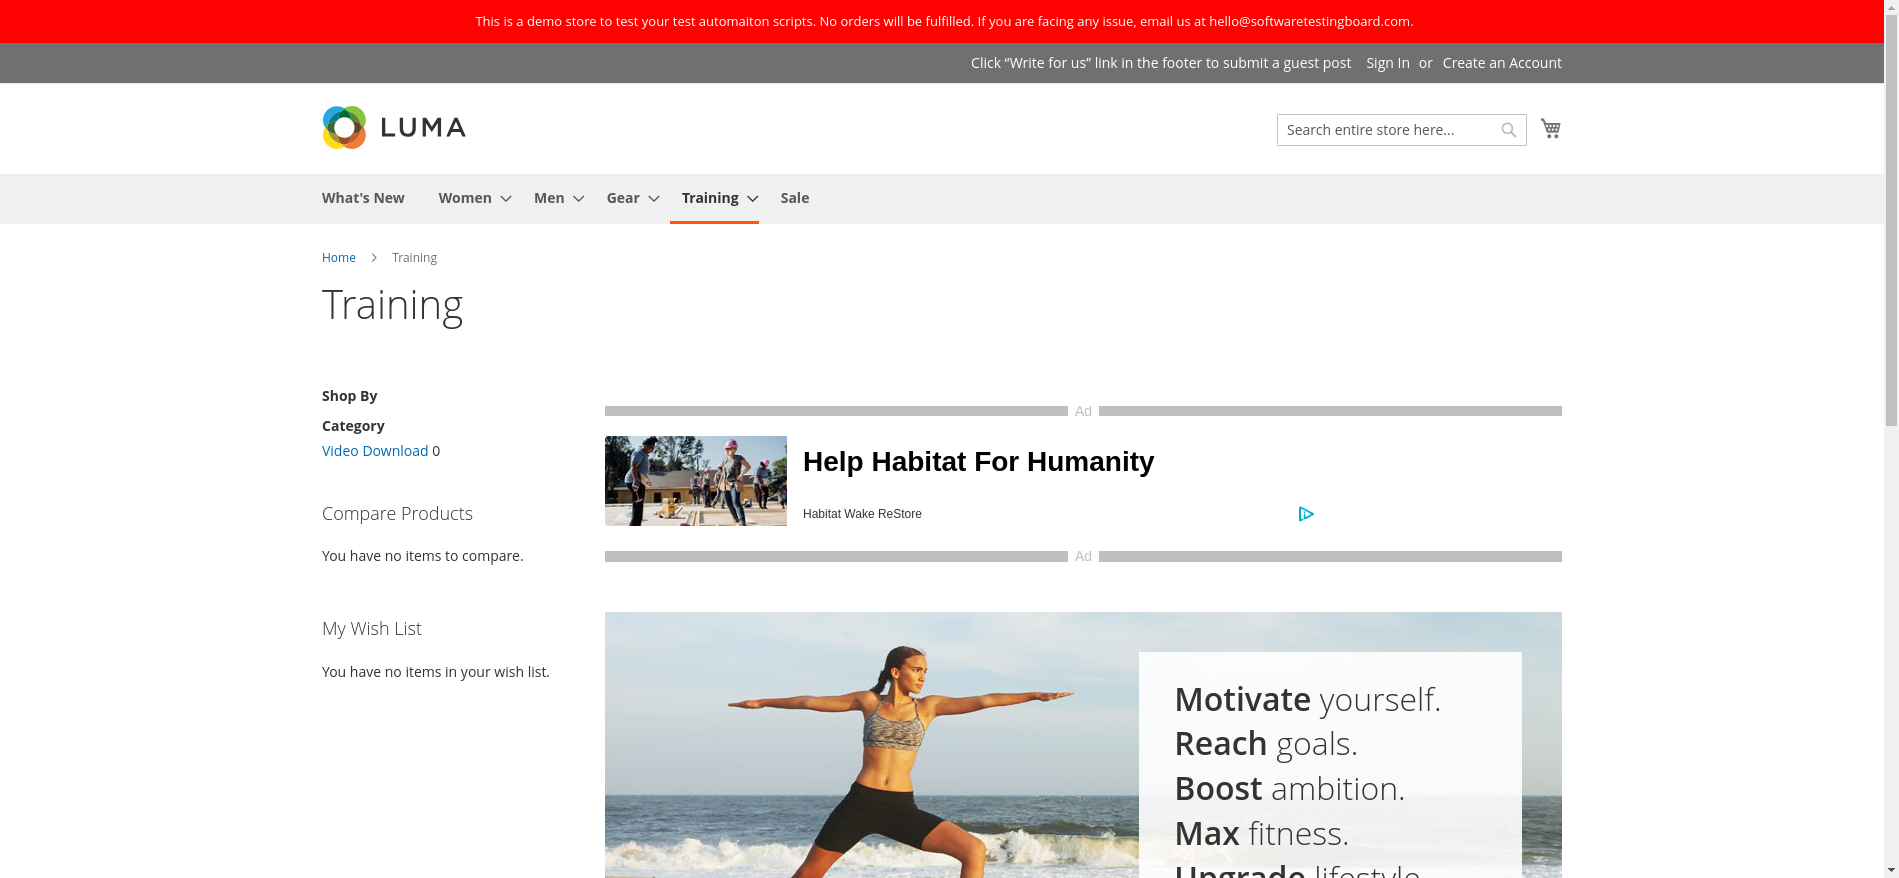 This is a demo store to test your test automaiton scripts. No orders will be fulfilled. If you are facing any issue, email us at hello@softwaretestingboard.com.
Click “Write for us” link in the footer to submit a guest post Sign In or Create an Account
LUMA
Search entire store here...
What's New Women Men Gear Training Sale
Home Training
Training
Shop By
Category
Video Download 0
Compare Products
You have no items to compare.
My Wish List
You have no items in your wish list.
Ad
Help Habitat For Humanity
Habitat Wake ReStore
Ad
Motivate yourself.
Reach goals.
Boost ambition.
Max fitness.
Upgrade lifestyle